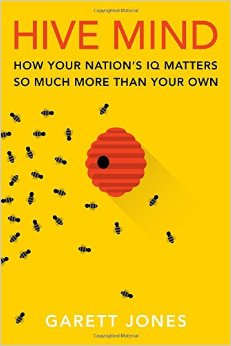 HIVE MIND
HOW YOUR NATION'S IQ MATTERS
SO MUCH MORE THAN YOUR OWN
GARETT JONES